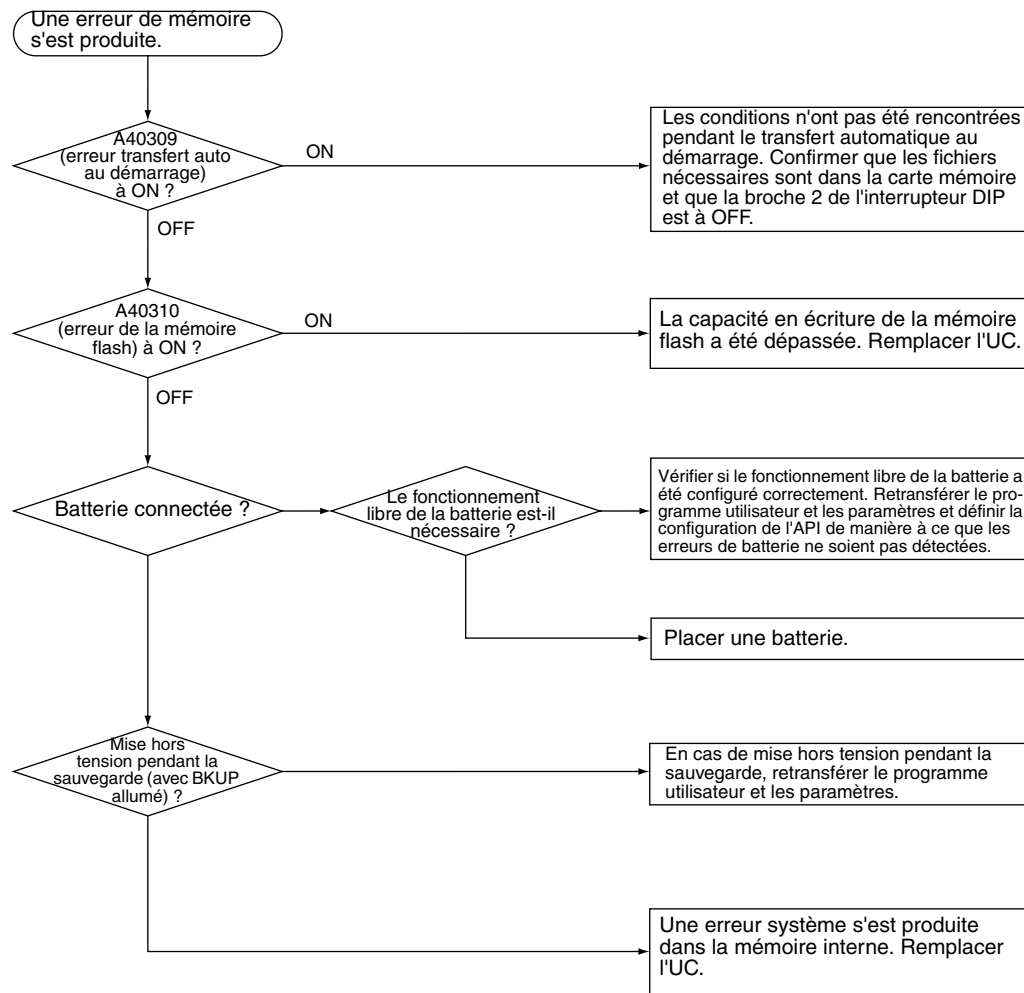 Une erreur de mémoire
s'est produite.
A40309
(erreur transfert auto
au démarrage)
à ON ?
ON
Les conditions n'ont pas été rencontrées
pendant le transfert automatique au
démarrage. Confirmer que les fichiers
nécessaires sont dans la carte mémoire
et que la broche 2 de l'interrupteur DIP
est à OFF.
OFF
A40310
(erreur de la mémoire
flash) à ON ?
ON
La capacité en écriture de la mémoire
flash a été dépassée. Remplacer l'UC.
OFF
Batterie connectée ?
Le fonctionnement
libre de la batterie est-il
nécessaire ?
Vérifier si le fonctionnement libre de la batterie a
été configuré correctement. Retransférer le pro-
gramme utilisateur et les paramètres et définir la
configuration de l'API de manière à ce que les
erreurs de batterie ne soient pas détectées.
Placer une batterie.
Mise hors
tension pendant la
sauvegarde (avec BKUP
allumé) ?
En cas de mise hors tension pendant la
sauvegarde, retransférer le programme
utilisateur et les paramètres.
Une erreur système s'est produite
dans la mémoire interne. Remplacer
l'UC.